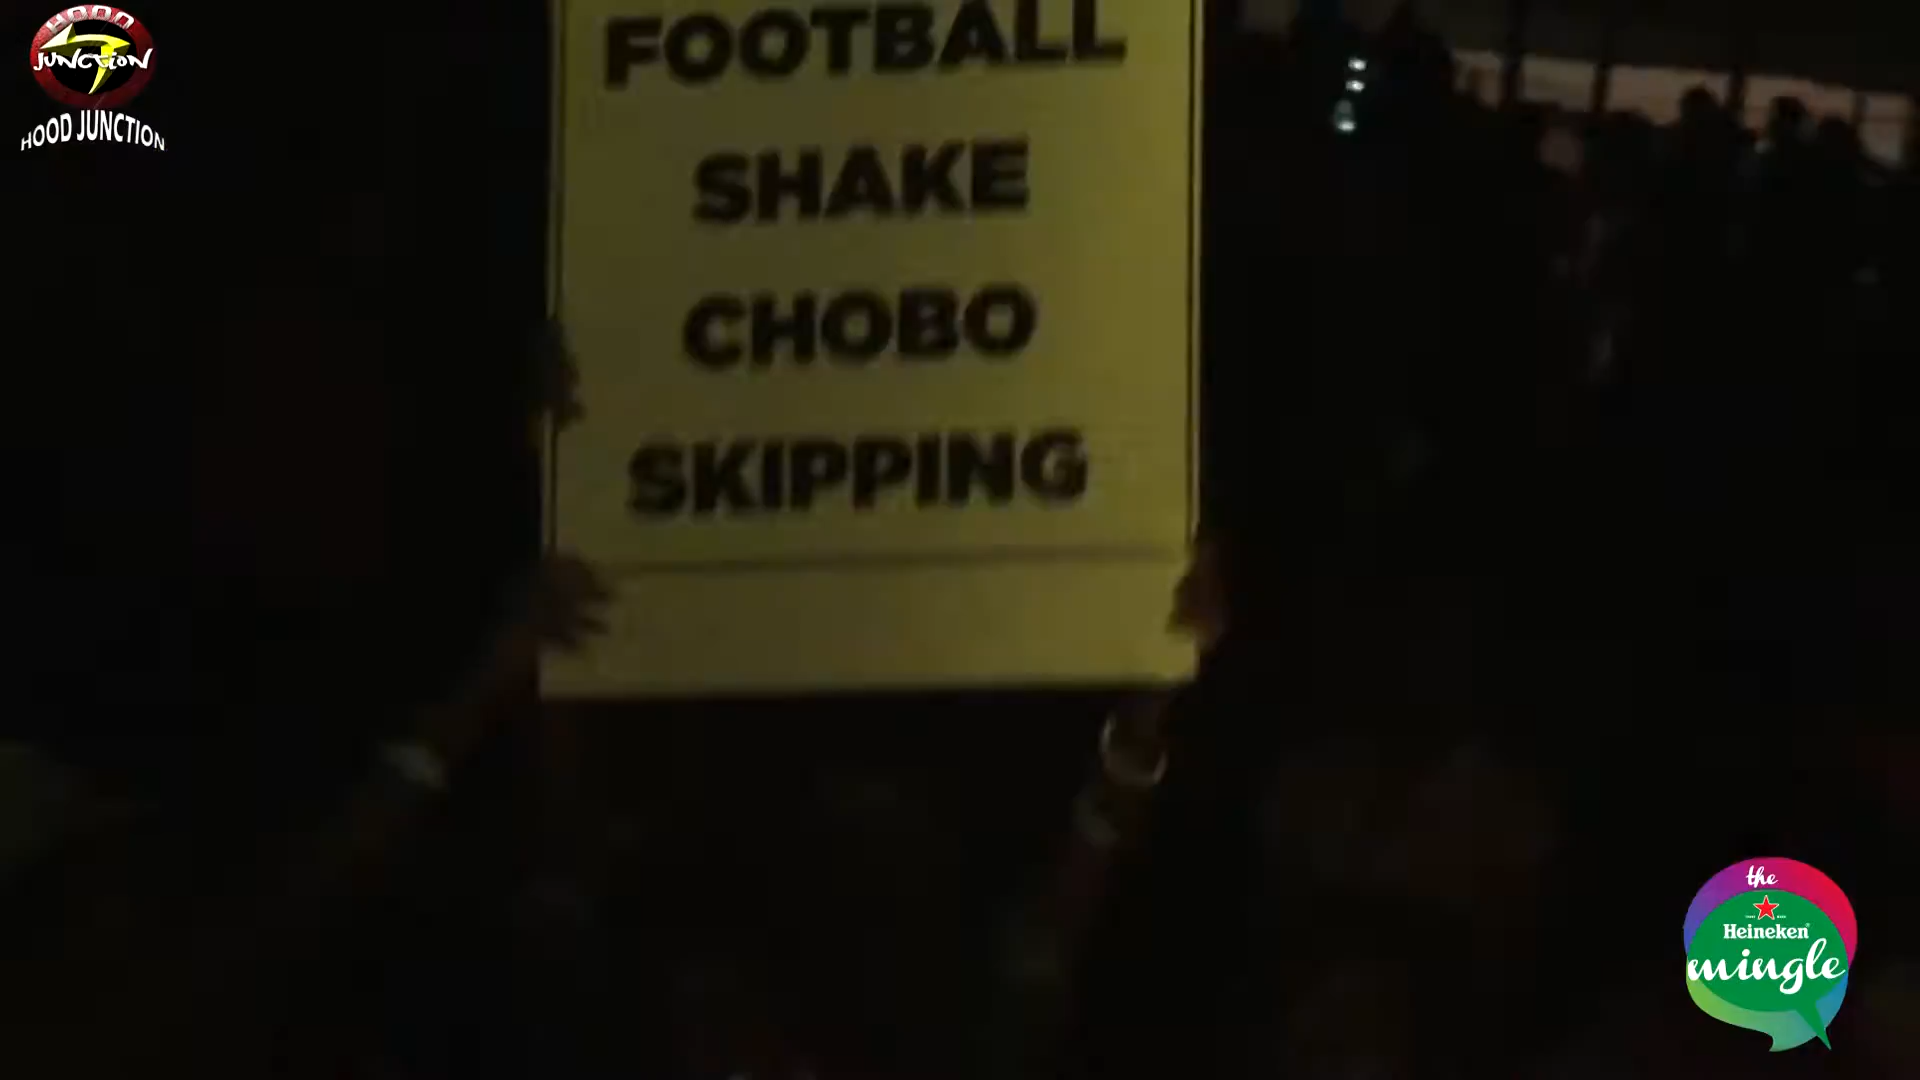 HOOD
JUNCTION
HOOD JUNCTION
FOOTBALL
SHAKE
CHOBO
SKIPPING
the
Heineken
mingle